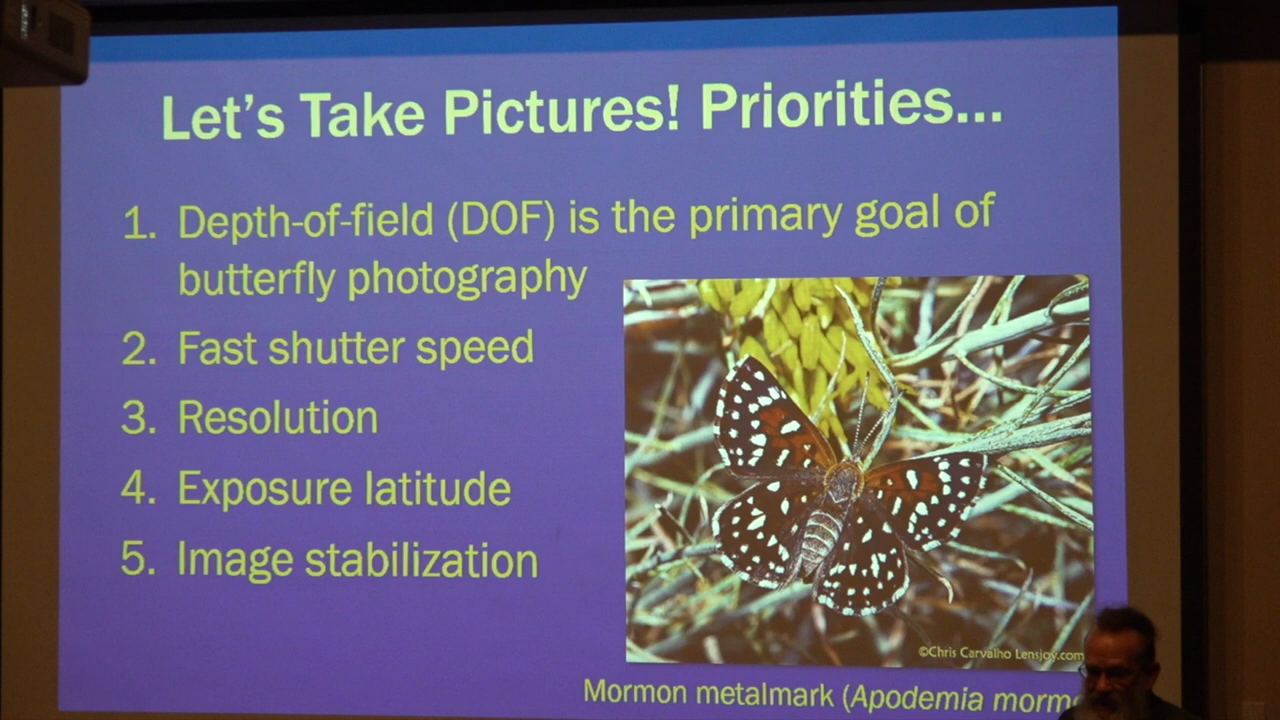 Let's Take Pictures! Priorities...
1. Depth-of-field (DOF) is the primary goal of
butterfly photography
2. Fast shutter speed
3. Resolution
4. Exposure latitude
5. Image stabilization
©Chris Carvalho Lensjoy.com
Mormon metalmark (Apodemia